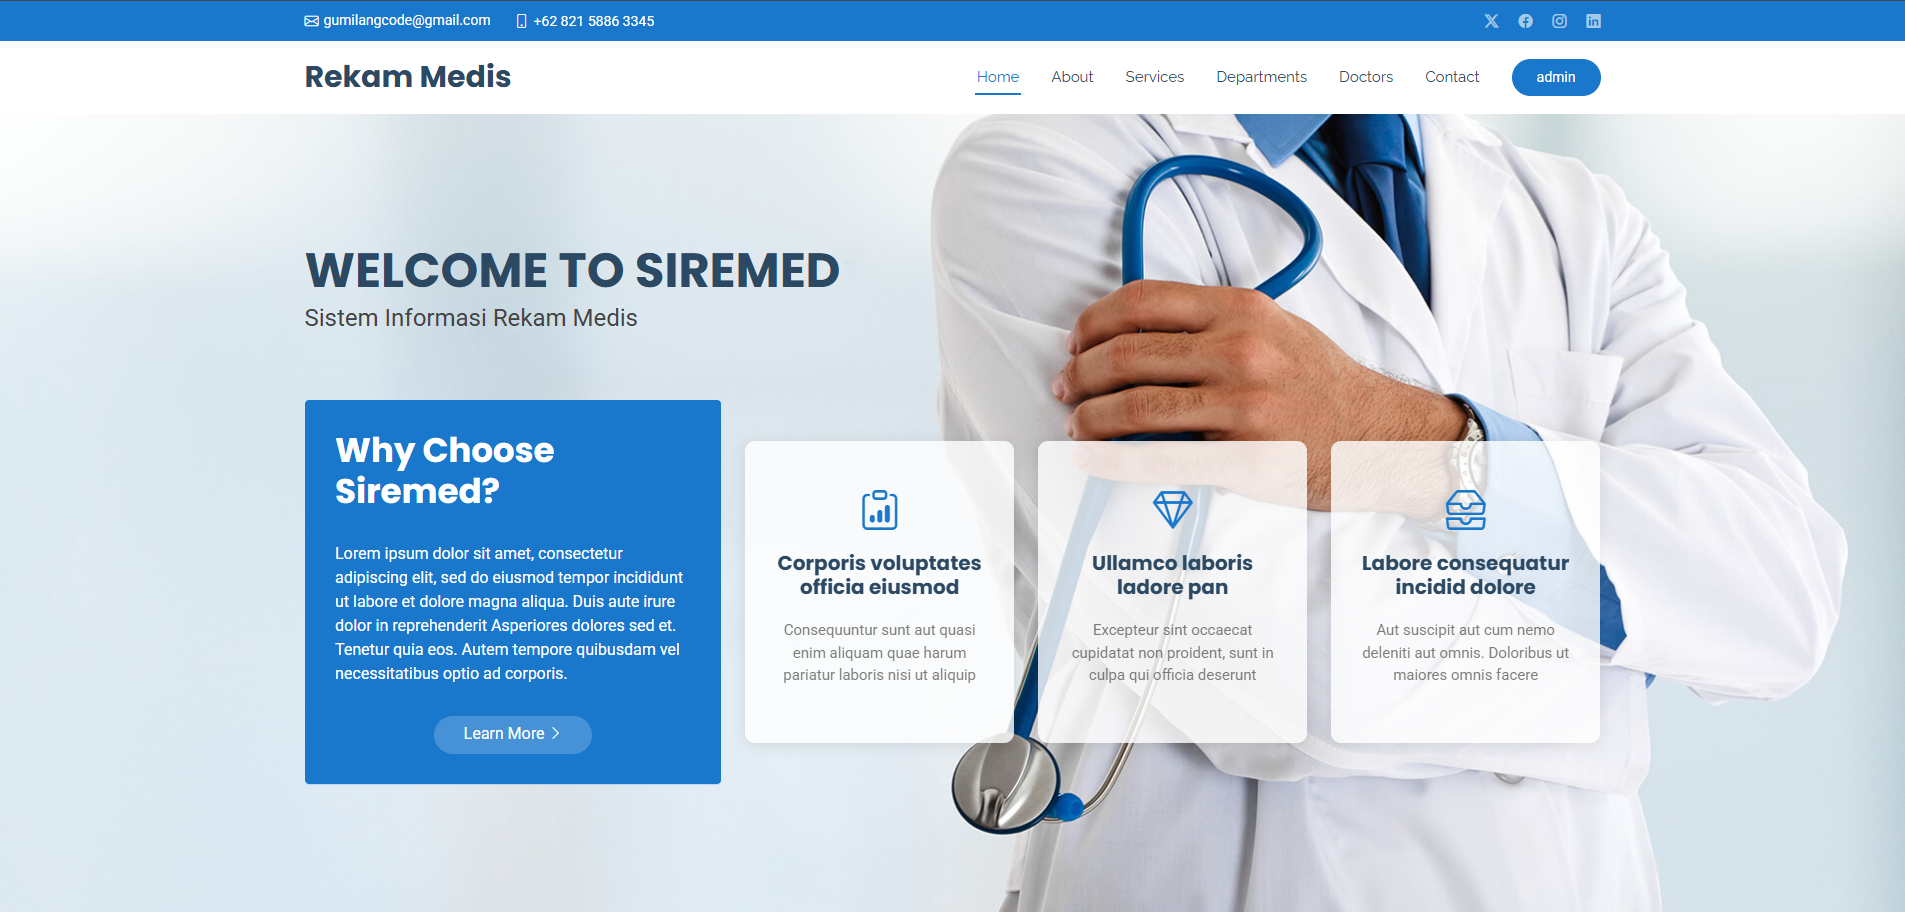 gumilangcode@gmail.com +62 821 5886 3345
Rekam Medis
Home About Services Departments Doctors Contact admin
WELCOME TO SIREMED
Sistem Informasi Rekam Medis
Why Choose
Siremed?
Lorem ipsum dolor sit amet, consectetur
adipiscing elit, sed do eiusmod tempor incididunt
ut labore et dolore magna aliqua. Duis aute irure
dolor in reprehenderit Asperiores dolores sed et.
Tenetur quia eos. Autem tempore quibusdam vel
necessitatibus optio ad corporis.
Learn More
Corporis voluptates
officia eiusmod
Consequuntur sunt aut quasi
enim aliquam quae harum
pariatur laboris nisi ut aliquip
Ullamco laboris
ladore pan
Excepteur sint occaecat
cupidatat non proident, sunt in
culpa qui officia deserunt
Labore consequatur
incidid dolore
Aut suscipit aut cum nemo
deleniti aut omnis. Doloribus ut
maiores omnis facere